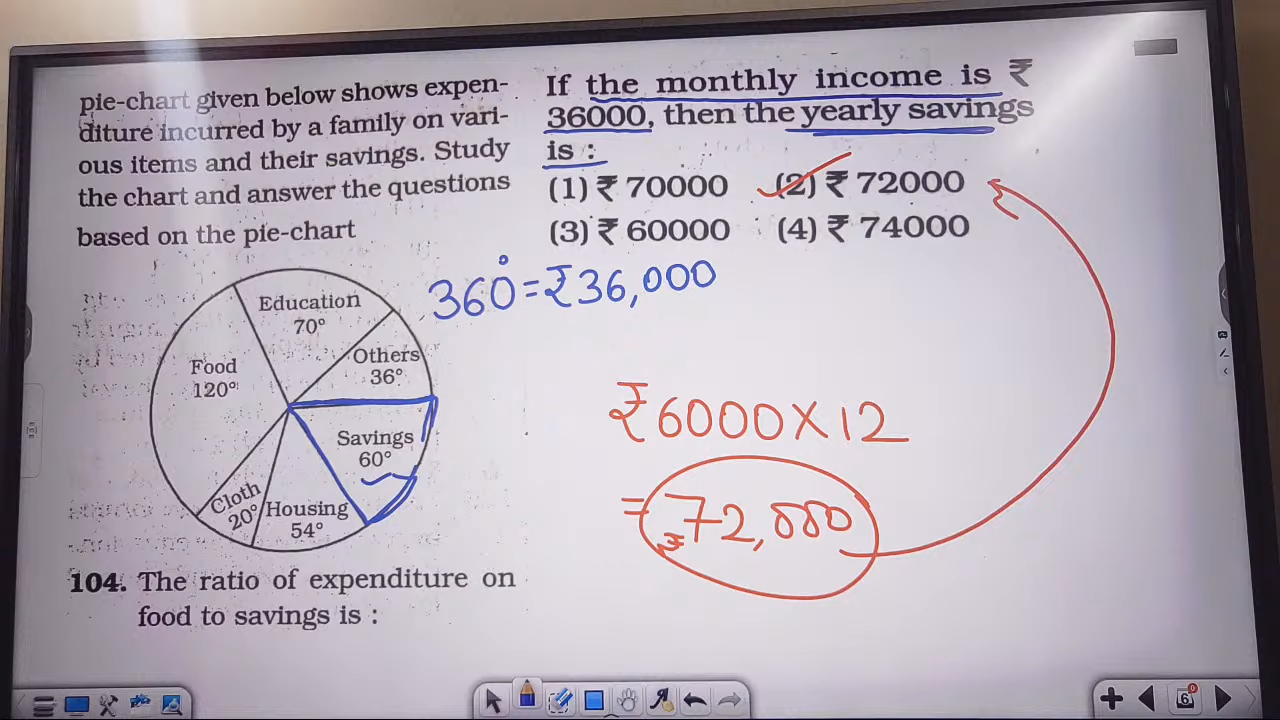 pie-chart given below shows expen-
diture incurred by a family on vari-
ous items and their savings. Study
the chart and answer the questions
based on the pie-chart
Education
70°
Others
36°
Food
120°
Savings
60°
Cloth
20°
Housing
54°
104. The ratio of expenditure on
food to savings is :
If the monthly income is ₹
36000, then the yearly savings
is :
(1) ₹ 70000 (2) ₹ 72000
(3) ₹ 60000 (4) ₹ 74000
360° = ₹36,000
₹6000×12
= ₹72,000
6
0